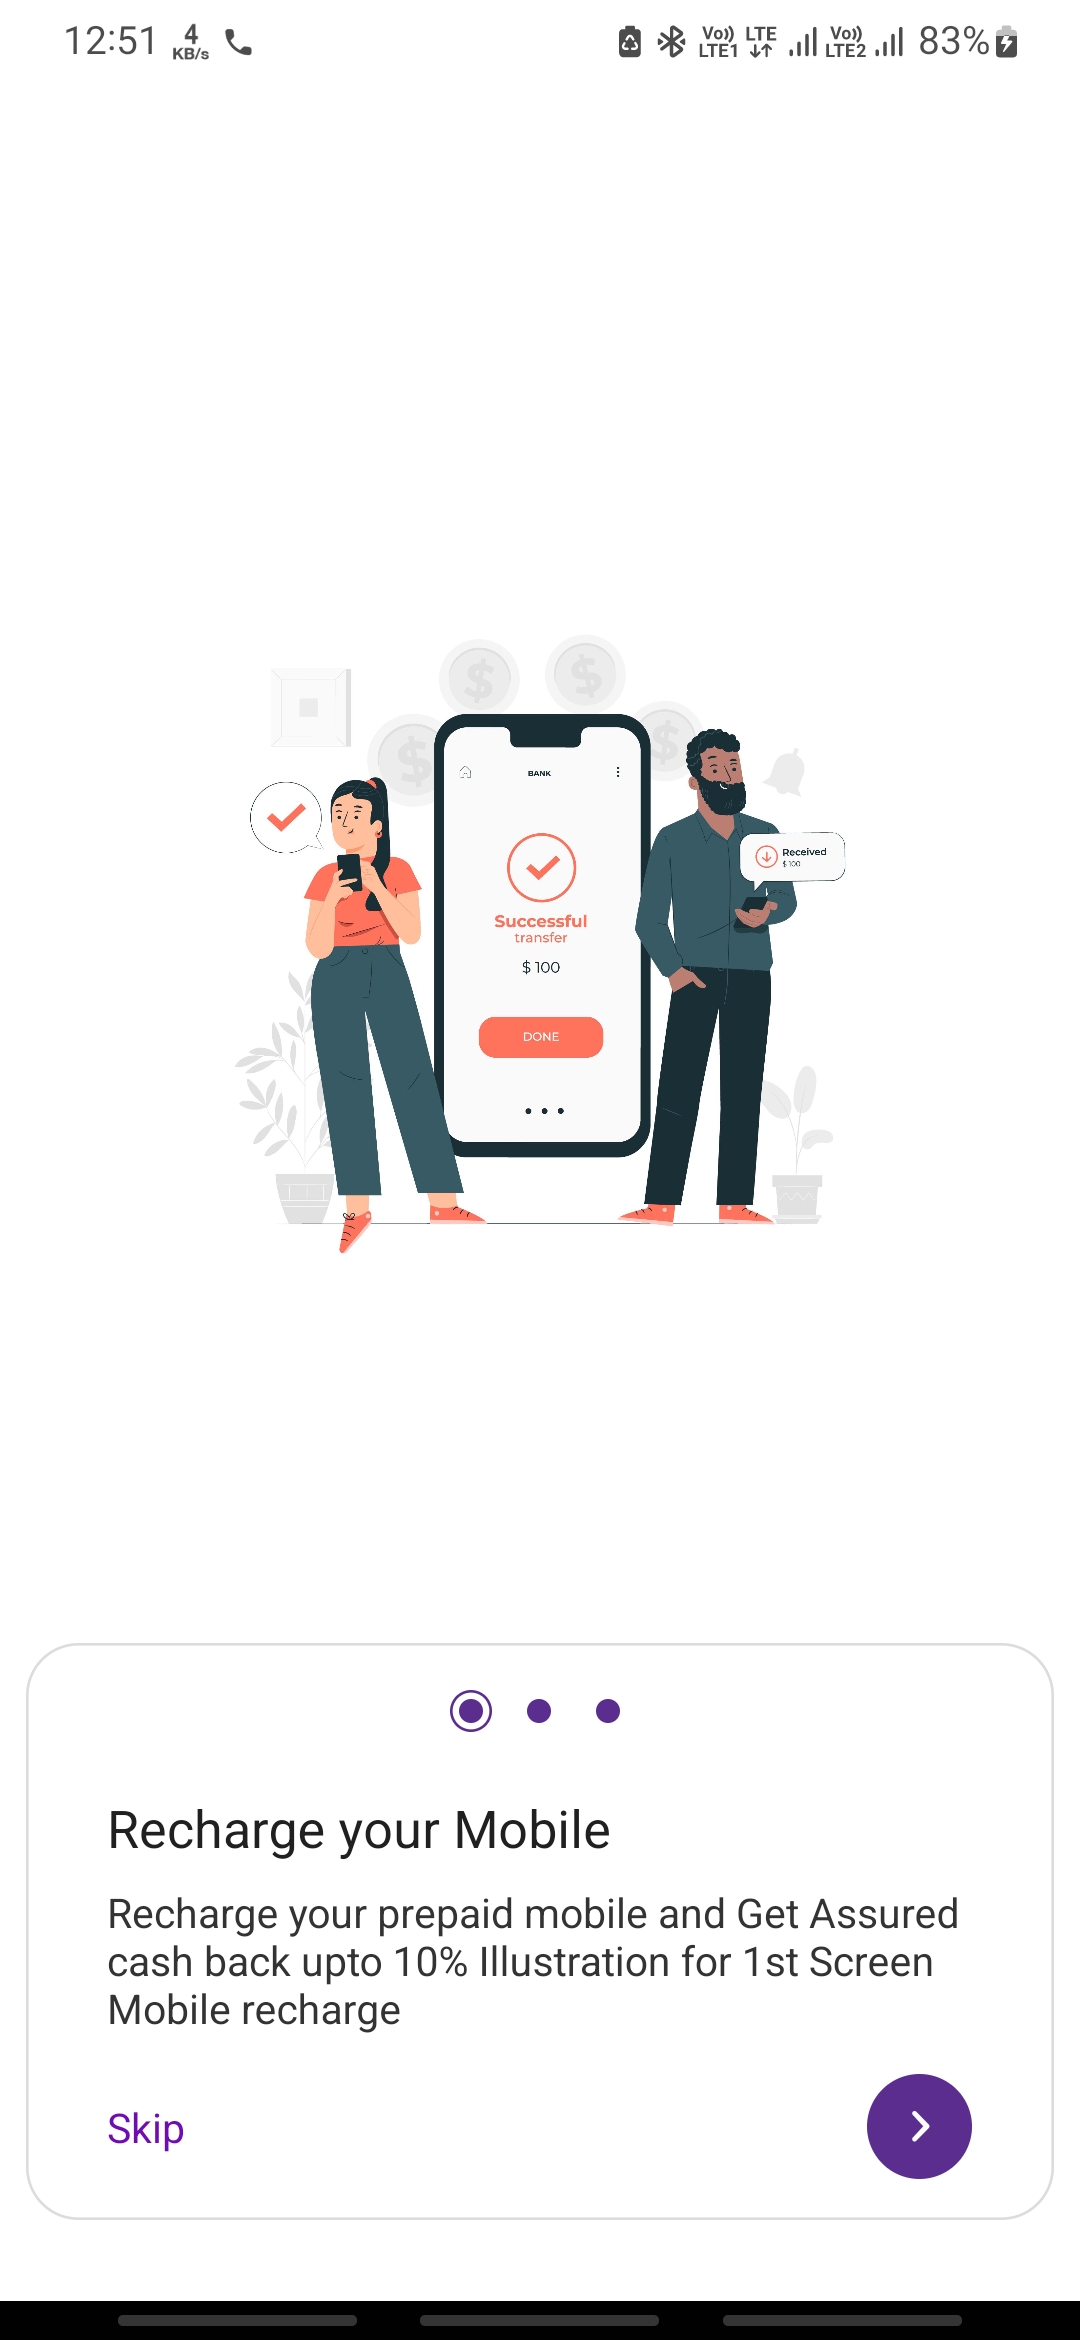 12:51 4 KB/s Vo)) LTE1 LTE Vo)) LTE2 83%
BANK
Received
$ 100
Successful
transfer
$ 100
DONE
Recharge your Mobile
Recharge your prepaid mobile and Get Assured
cash back upto 10% Illustration for 1st Screen
Mobile recharge
Skip